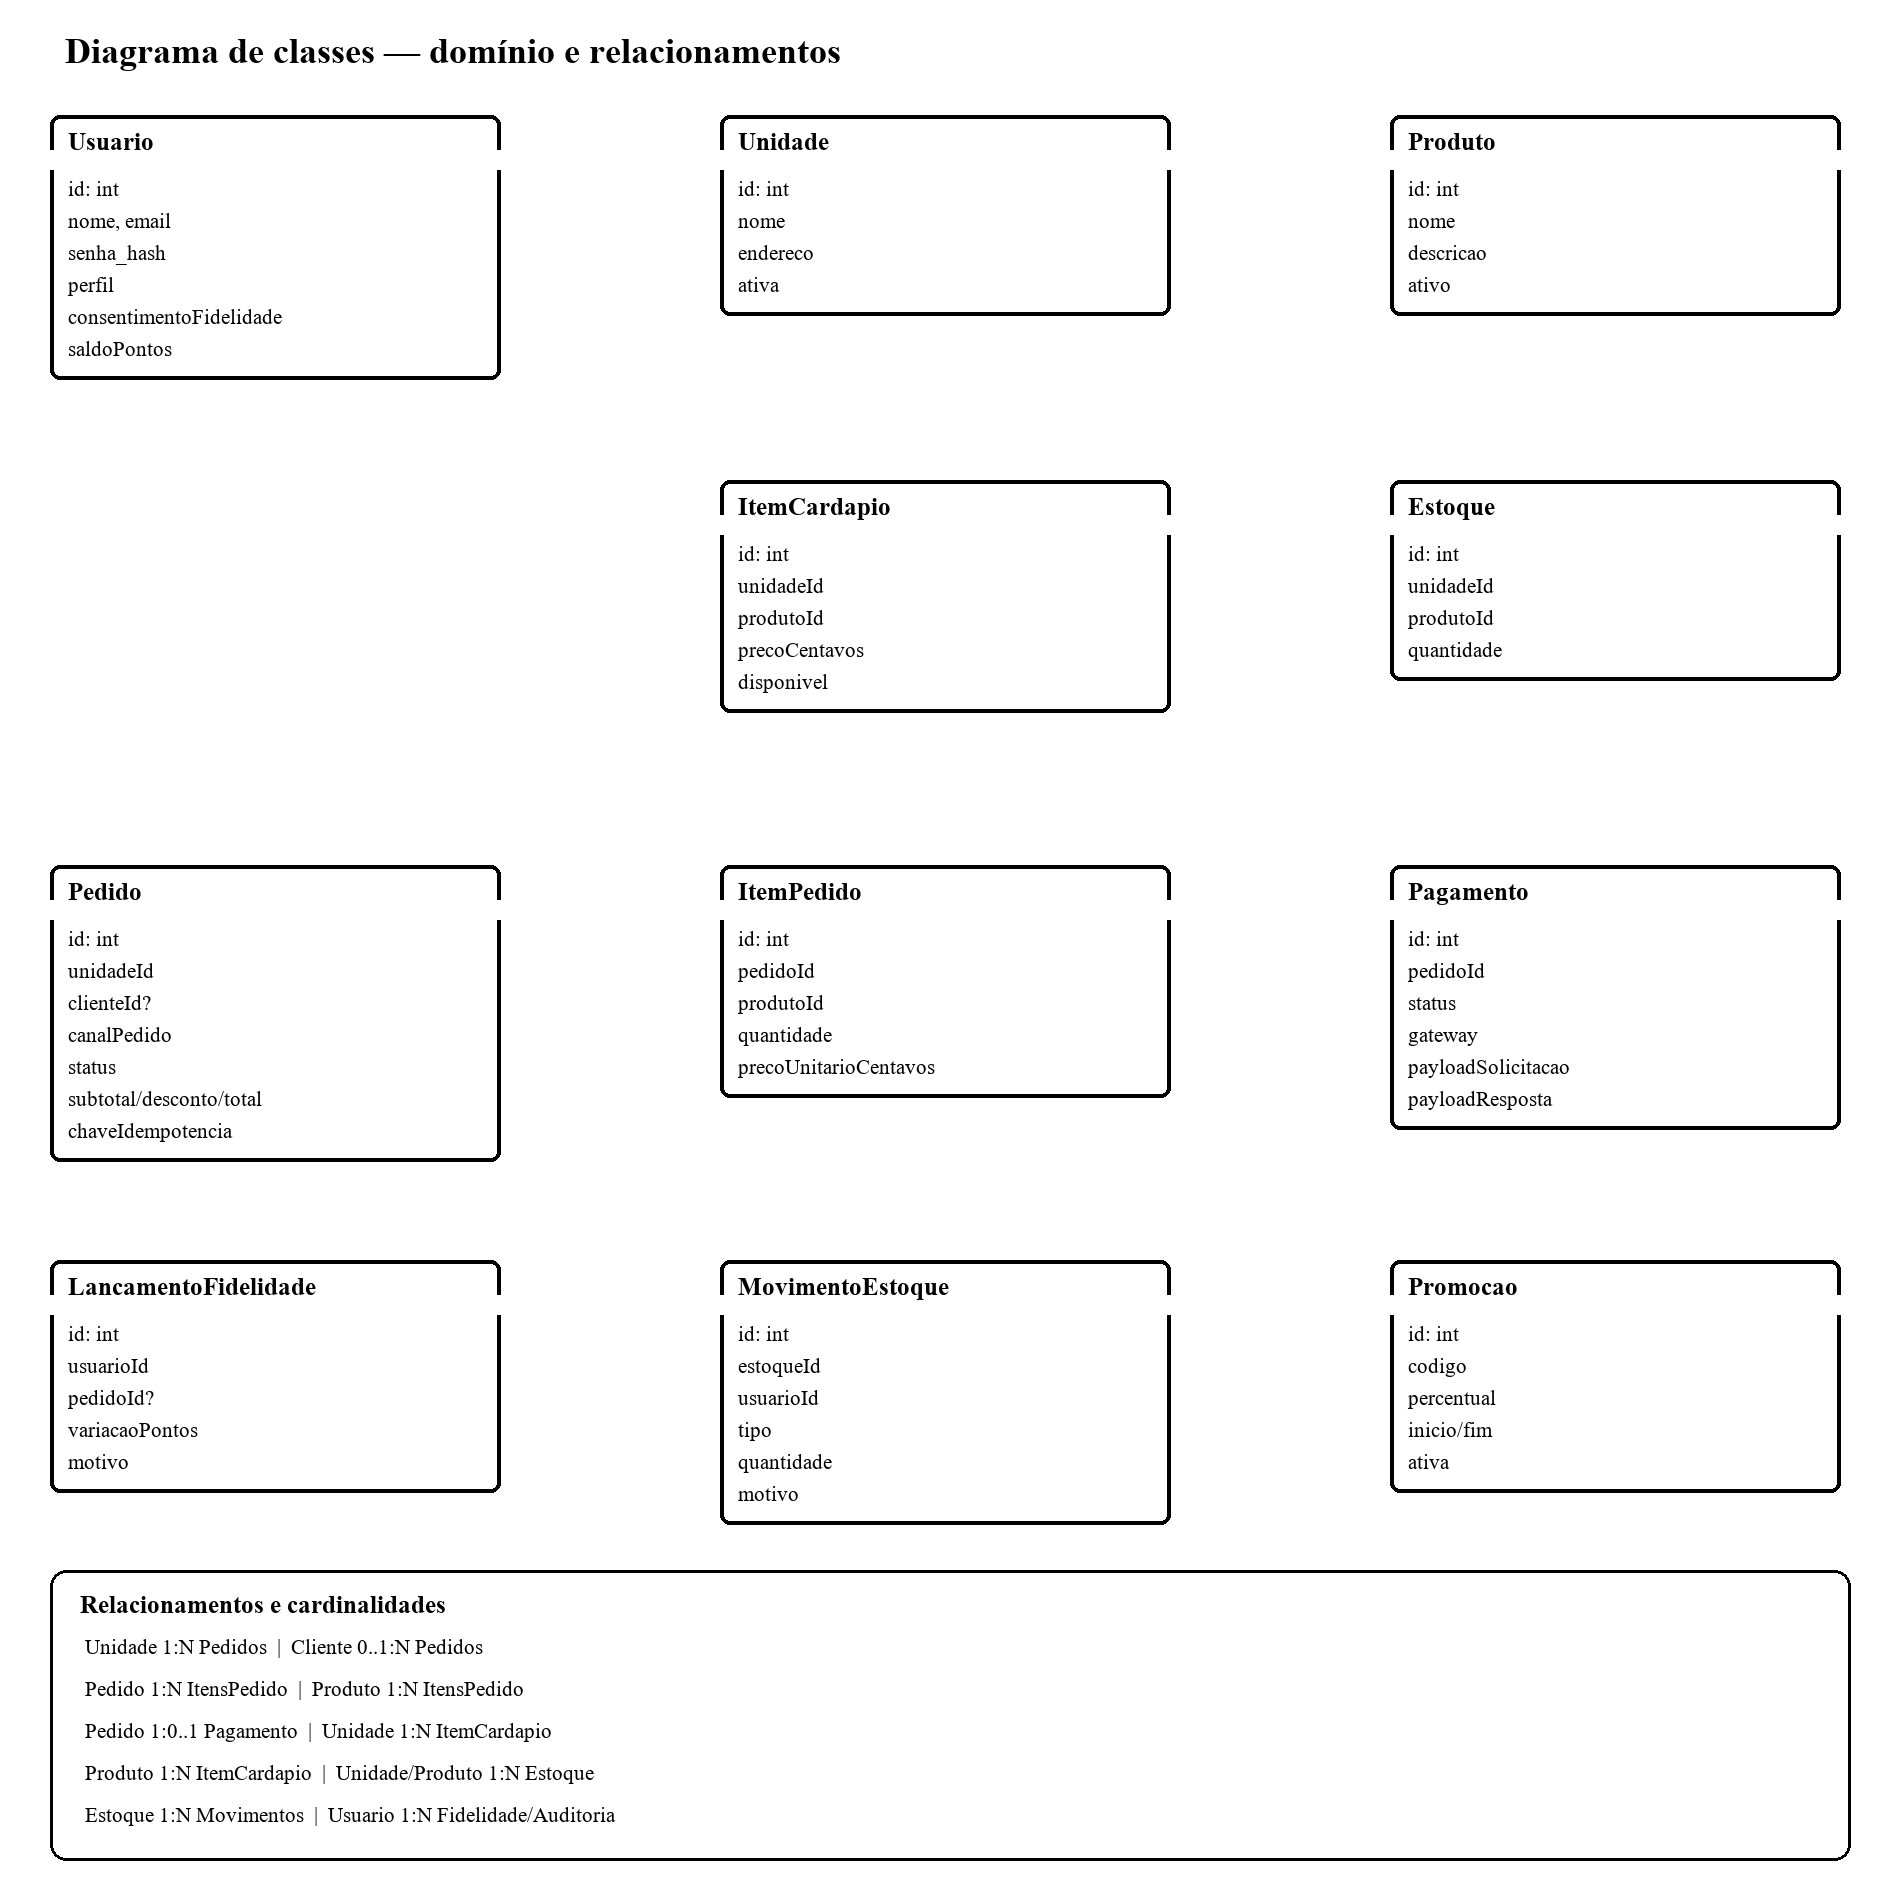 Diagrama de classes — domínio e relacionamentos
Usuario
id: int
nome, email
senha_hash
perfil
consentimentoFidelidade
saldoPontos
Unidade
id: int
nome
endereco
ativa
Produto
id: int
nome
descricao
ativo
ItemCardapio
id: int
unidadeId
produtoId
precoCentavos
disponivel
Estoque
id: int
unidadeId
produtoId
quantidade
Pedido
id: int
unidadeId
clienteId?
canalPedido
status
subtotal/desconto/total
chaveIdempotencia
ItemPedido
id: int
pedidoId
produtoId
quantidade
precoUnitarioCentavos
Pagamento
id: int
pedidoId
status
gateway
payloadSolicitacao
payloadResposta
LancamentoFidelidade
id: int
usuarioId
pedidoId?
variacaoPontos
motivo
MovimentoEstoque
id: int
estoqueId
usuarioId
tipo
quantidade
motivo
Promocao
id: int
codigo
percentual
inicio/fim
ativa
Relacionamentos e cardinalidades
Unidade 1:N Pedidos | Cliente 0..1:N Pedidos
Pedido 1:N ItensPedido | Produto 1:N ItensPedido
Pedido 1:0..1 Pagamento | Unidade 1:N ItemCardapio
Produto 1:N ItemCardapio | Unidade/Produto 1:N Estoque
Estoque 1:N Movimentos | Usuario 1:N Fidelidade/Auditoria